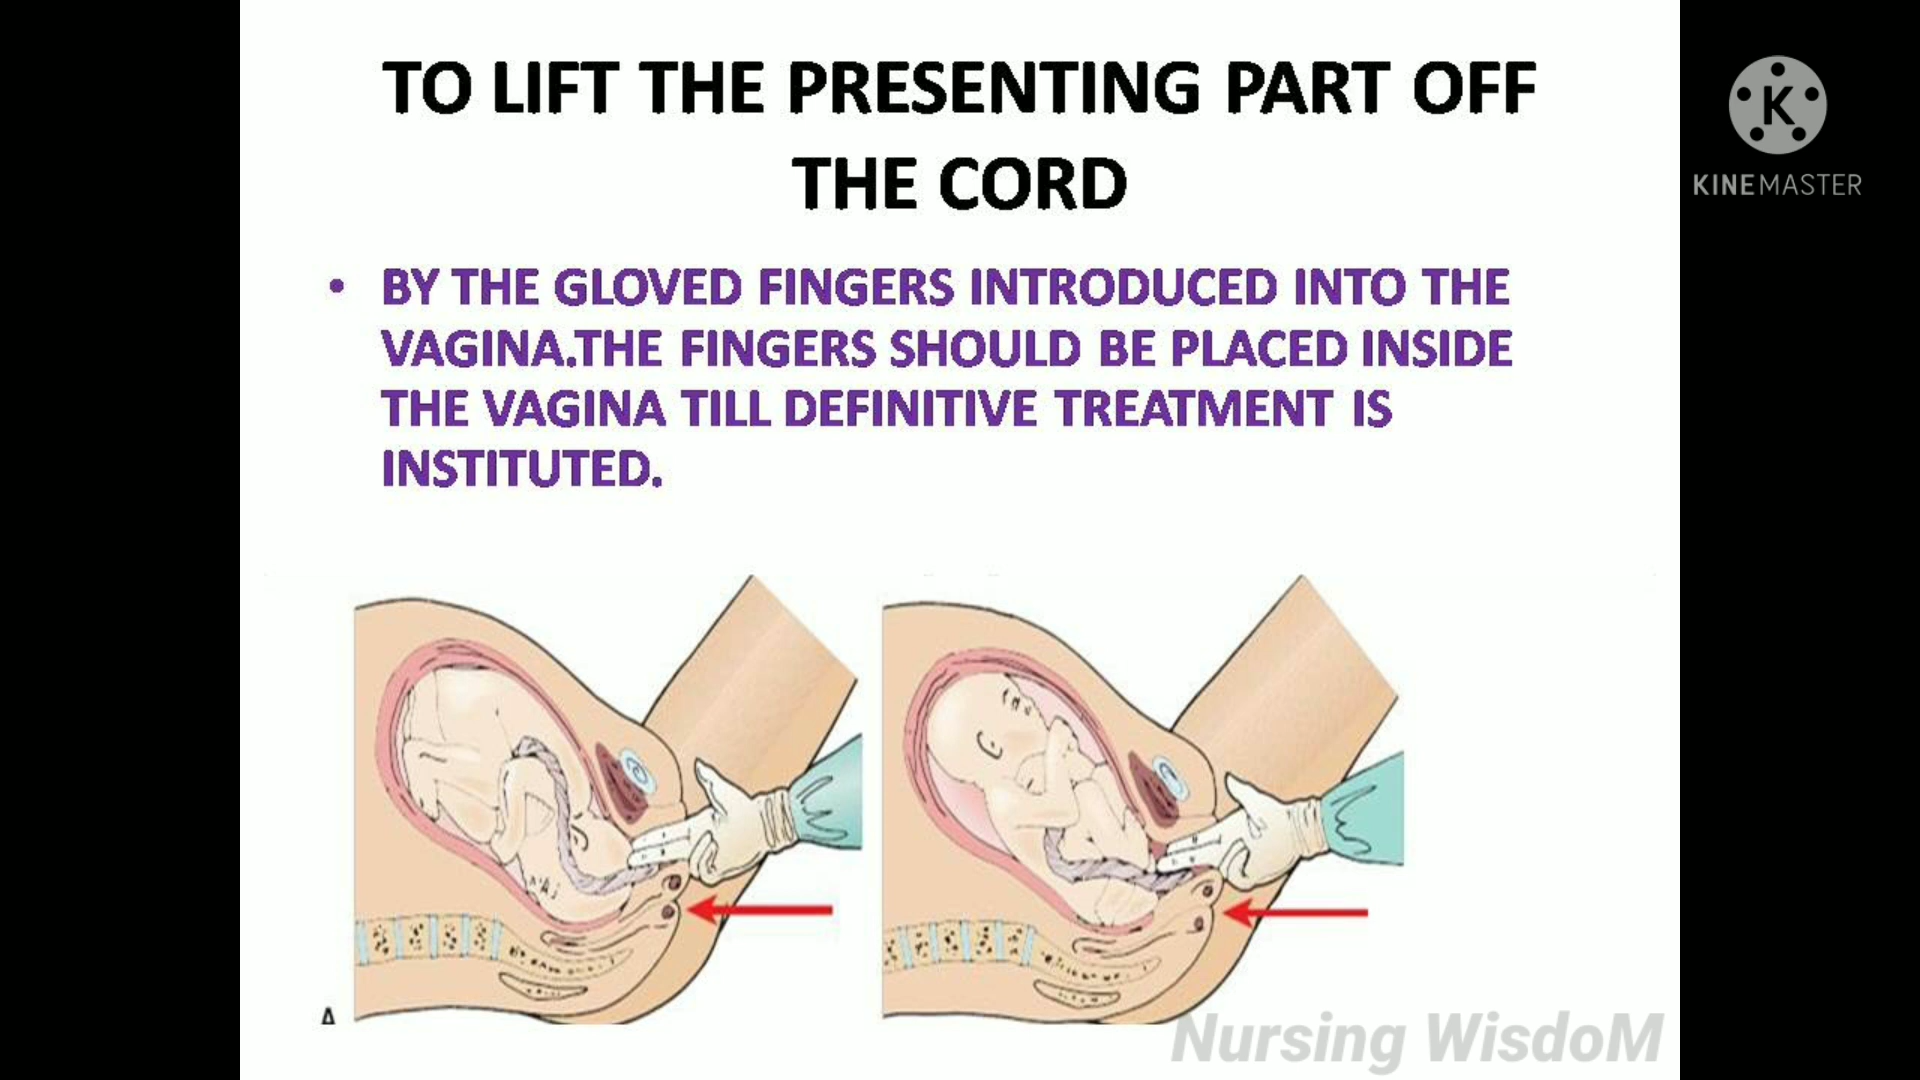 TO LIFT THE PRESENTING PART OFF
THE CORD
• BY THE GLOVED FINGERS INTRODUCED INTO THE
VAGINA.THE FINGERS SHOULD BE PLACED INSIDE
THE VAGINA TILL DEFINITIVE TREATMENT IS
INSTITUTED.
K
KINEMASTER
A
Nursing WisdoM